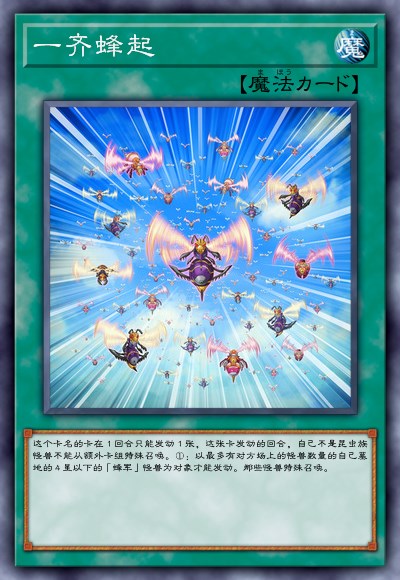 一齐蜂起
魔
【魔法カード】
ま ほう
这个卡名的卡在1回合只能发动1张，这张卡发动的回合，自己不是昆虫族
怪兽不能从额外卡组特殊召唤。①：以最多有对方场上的怪兽数量的自己墓
地的4星以下的「蜂军」怪兽为对象才能发动。那些怪兽特殊召唤。